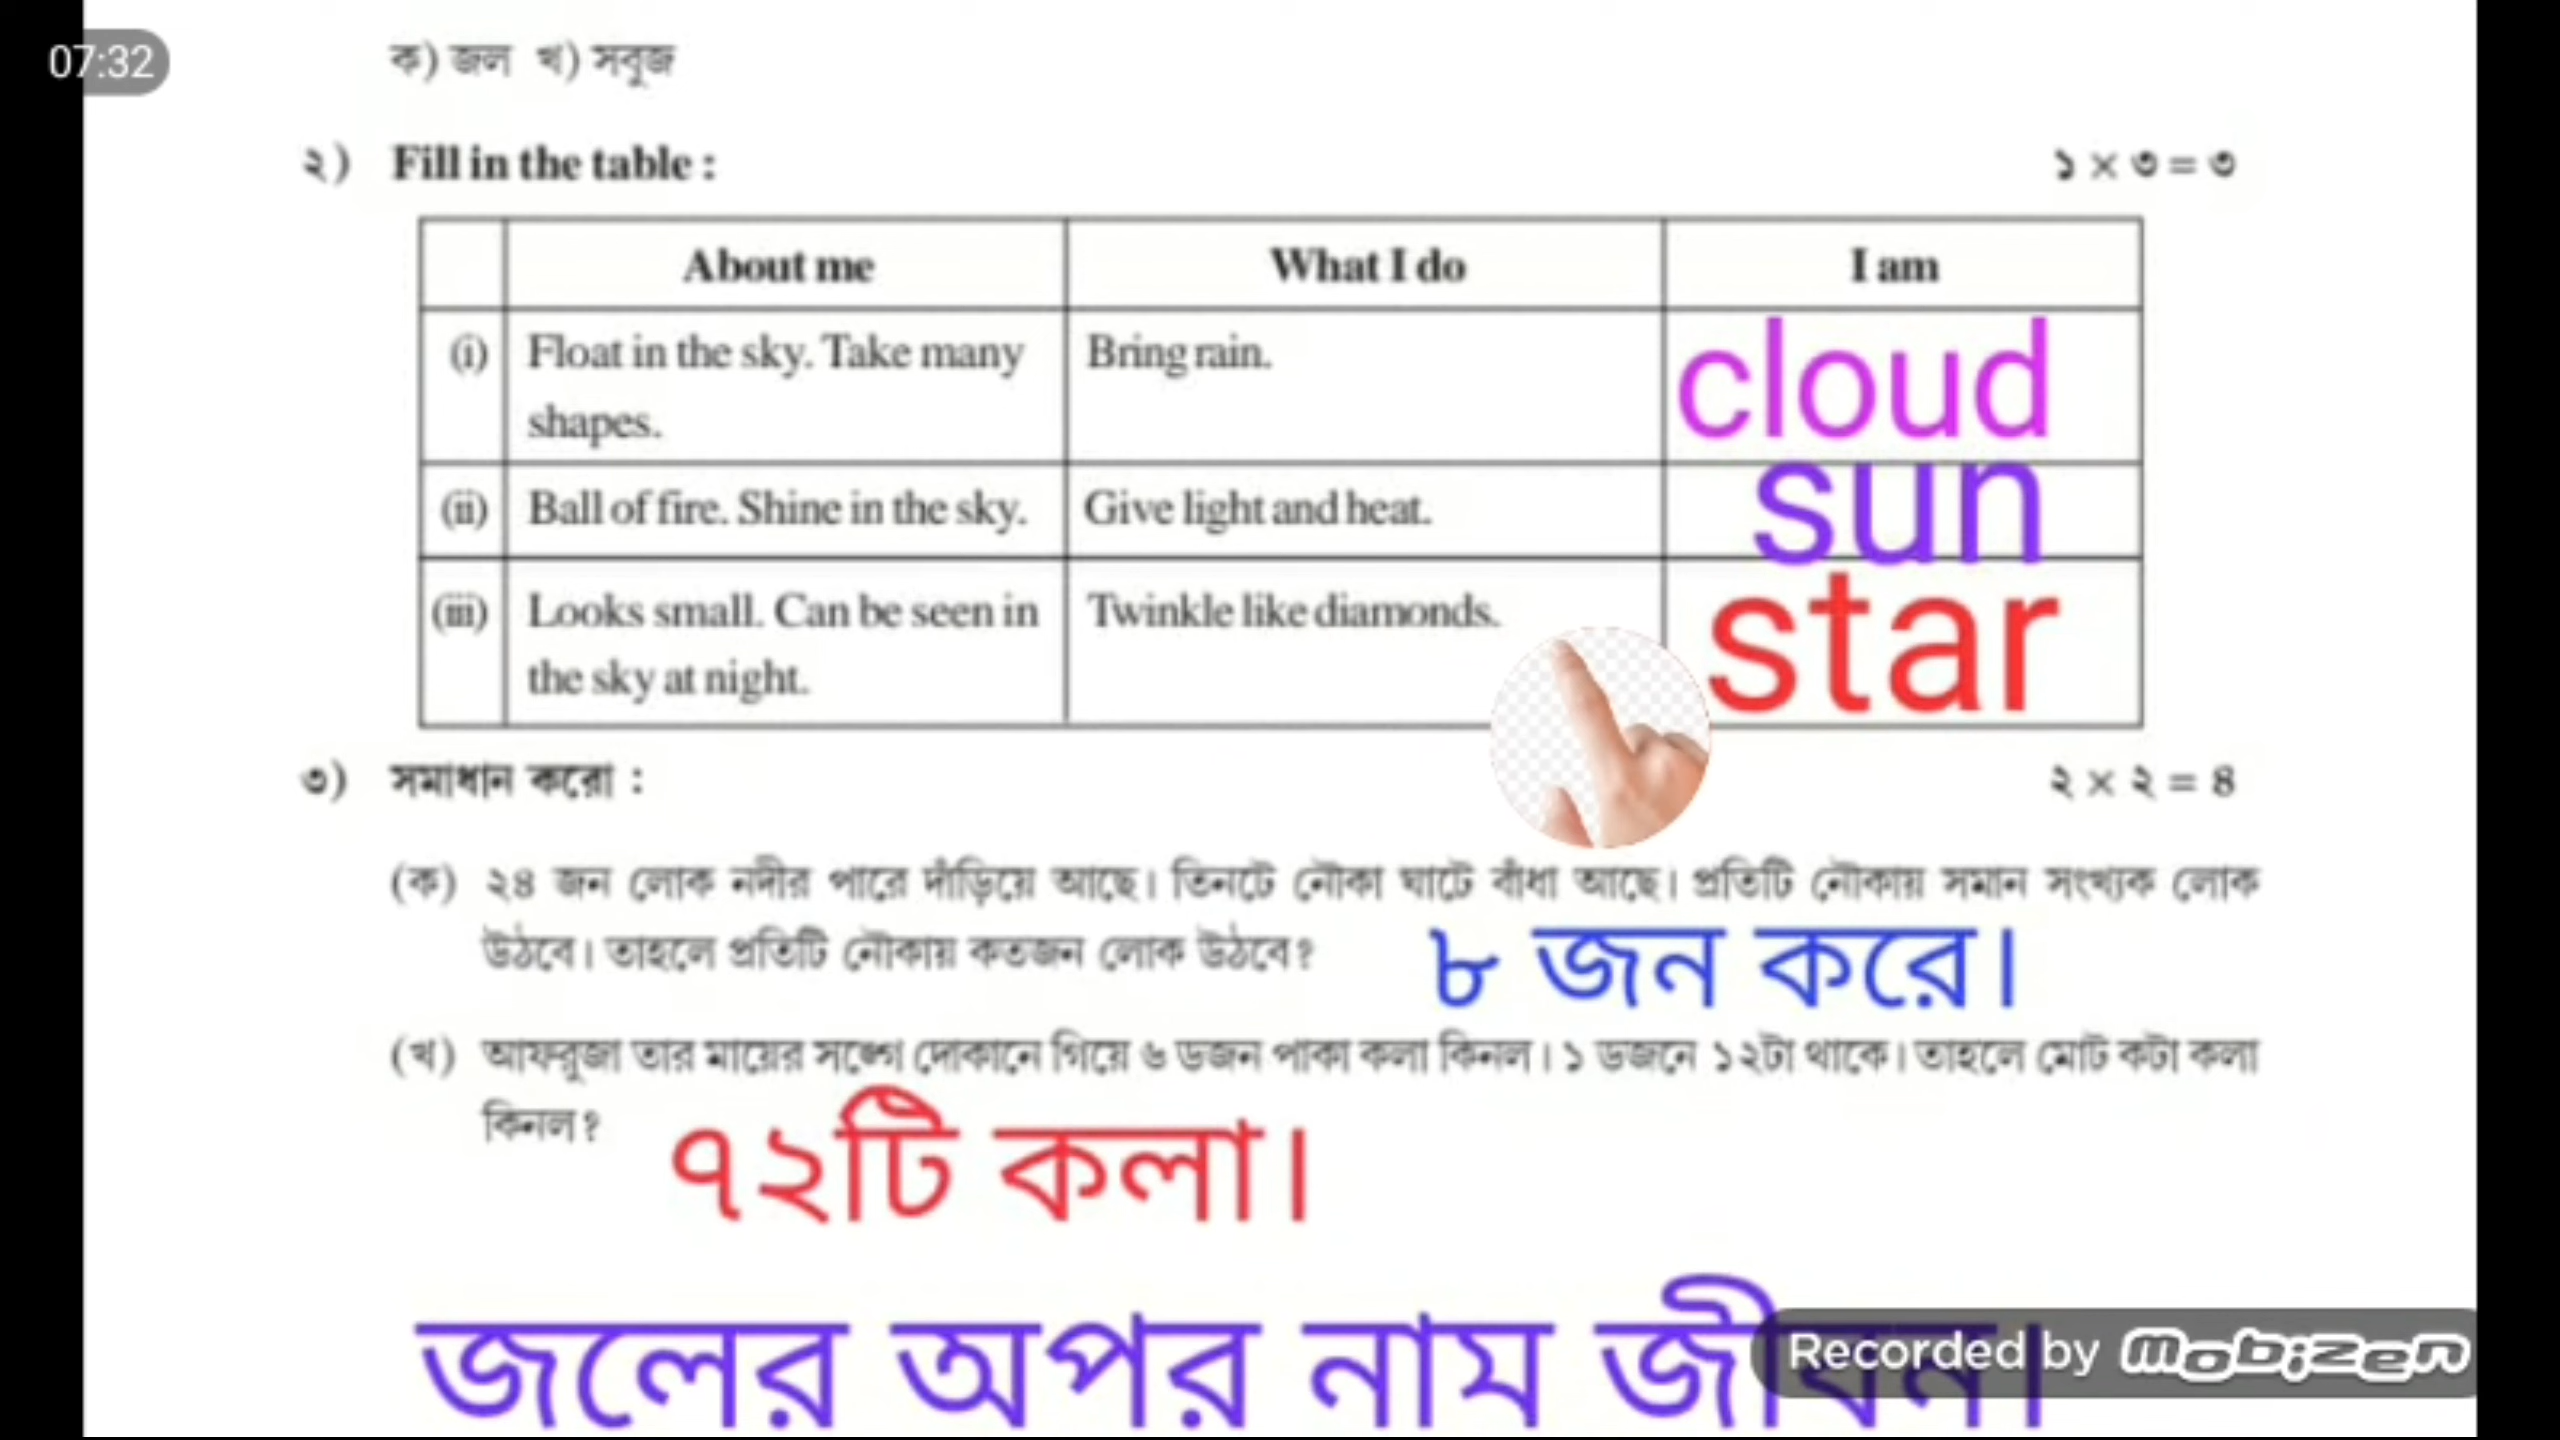 07:32
ক) জল খ) সবুজ
২) Fill in the table :
১ × ৩ = ৩
About me
What I do
I am
(i)
Float in the sky. Take many
shapes.
Bring rain.
cloud
(ii)
Ball of fire. Shine in the sky.
Give light and heat.
sun
(iii)
Looks small. Can be seen in
the sky at night.
Twinkle like diamonds.
star
৩) সমাধান করো :
২ × ২ = ৪
(ক) ২৪ জন লোক নদীর পারে দাঁড়িয়ে আছে। তিনটে নৌকা ঘাটে বাঁধা আছে। প্রতিটি নৌকায় সমান সংখ্যক লোক
উঠবে। তাহলে প্রতিটি নৌকায় কতজন লোক উঠবে?
৮ জন করে।
(খ) আফরুজা তার মায়ের সঙ্গে দোকানে গিয়ে ৬ ডজন পাকা কলা কিনল। ১ ডজনে ১২টা থাকে। তাহলে মোট কটা কলা
কিনল?
৭২টি কলা।
জলের অপর নাম জীবন।
Recorded by mobizen